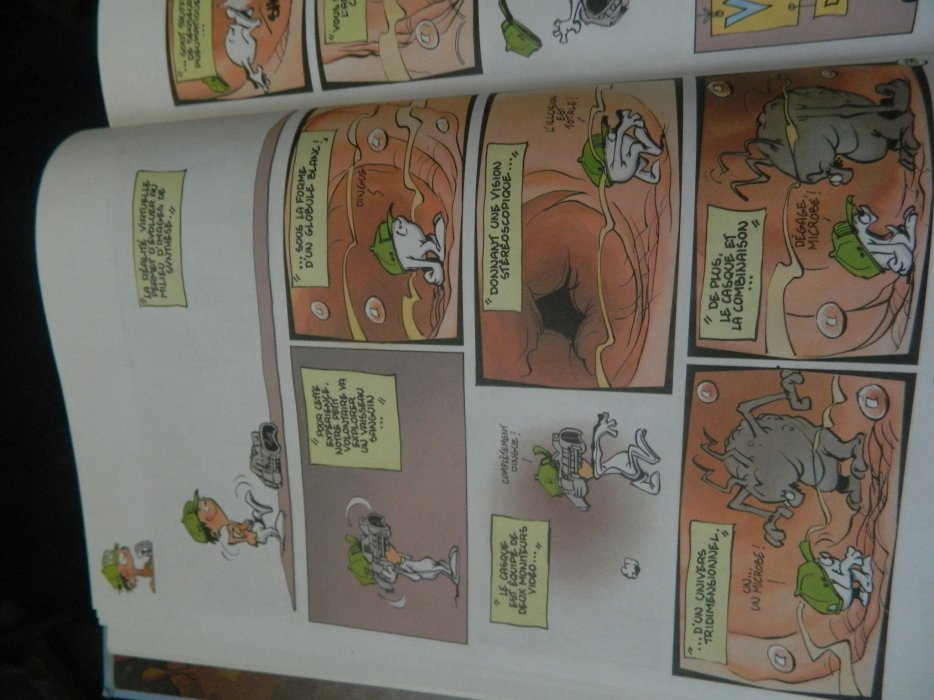 "LA RÉALITÉ VIRTUELLE
PERMET D'ÉVOLUER AU
MILIEU D'IMAGES DE
SYNTHÈSE."
"POUR CETTE
EXPÉRIENCE,
NOTRE PETIT
VOLONTAIRE VA
EXPLORER
UN VAISSEAU
SANGUIN
..."
"...SOUS LA FORME
D'UN GLOBULE BLANC!
DINGUE!
"LE CASQUE
EST ÉQUIPÉ DE
DEUX MONITEURS
VIDÉO..."
COMPLÈTEMENT
DINGUE!
"DONNANT UNE VISION
STÉRÉOSCOPIQUE..."
L'ILLUSION
EST
TOTALE!
"...D'UN UNIVERS
TRIDIMENSIONNEL.
UN...
UN MICROBE!
"DE PLUS,
LE CASQUE ET
LA COMBINAISON
..."
DÉGAGE,
MICROBE!